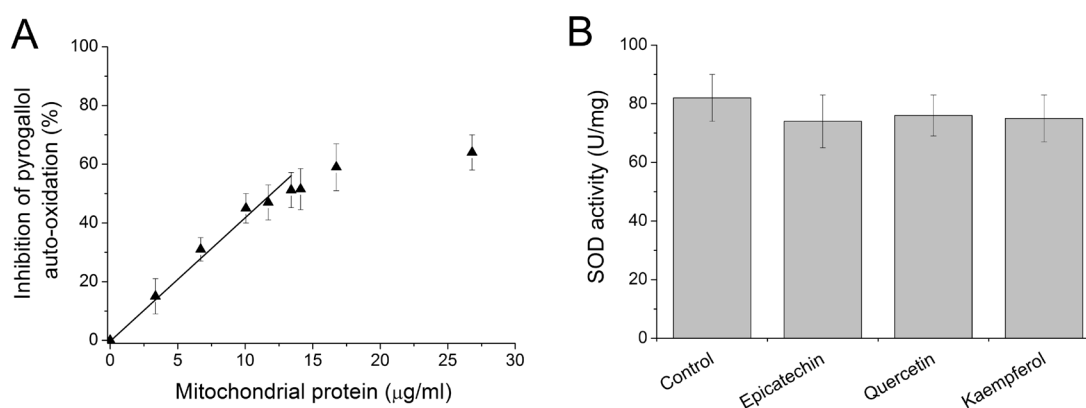 A
Inhibition of pyrogallol
auto-oxidation (%)
100
80
60
40
20
0
0 5 10 15 20 25 30
Mitochondrial protein (μg/ml)
B
SOD activity (U/mg)
100
80
60
40
20
0
Control
Epicatechin
Quercetin
Kaempferol